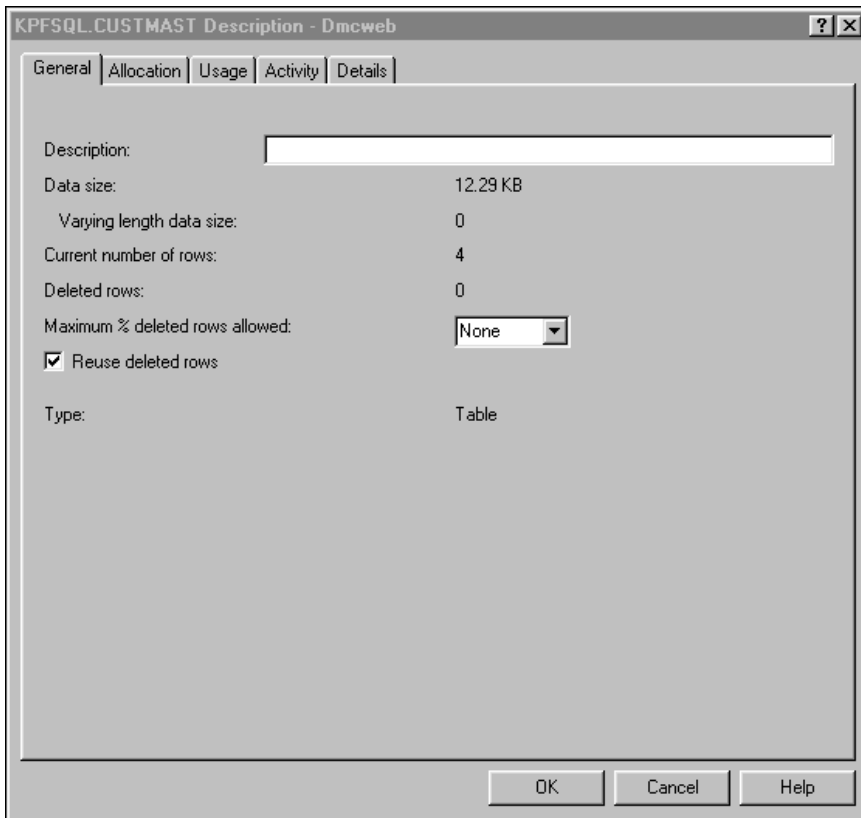 KPFSQL.CUSTMAST Description - Dmcweb
General Allocation Usage Activity Details
Description:
Data size: 12.29 KB
Varying length data size: 0
Current number of rows: 4
Deleted rows: 0
Maximum % deleted rows allowed: None
Reuse deleted rows
Type: Table
OK Cancel Help